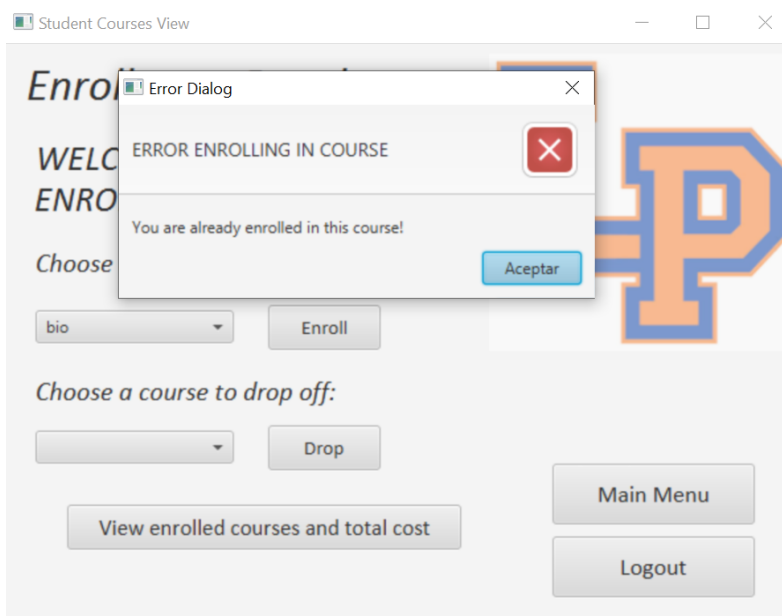 Student Courses View
Error Dialog
ERROR ENROLLING IN COURSE
You are already enrolled in this course!
Aceptar
WELC
ENRO
Choose
bio
Enroll
Choose a course to drop off:
Drop
View enrolled courses and total cost
Main Menu
Logout
P